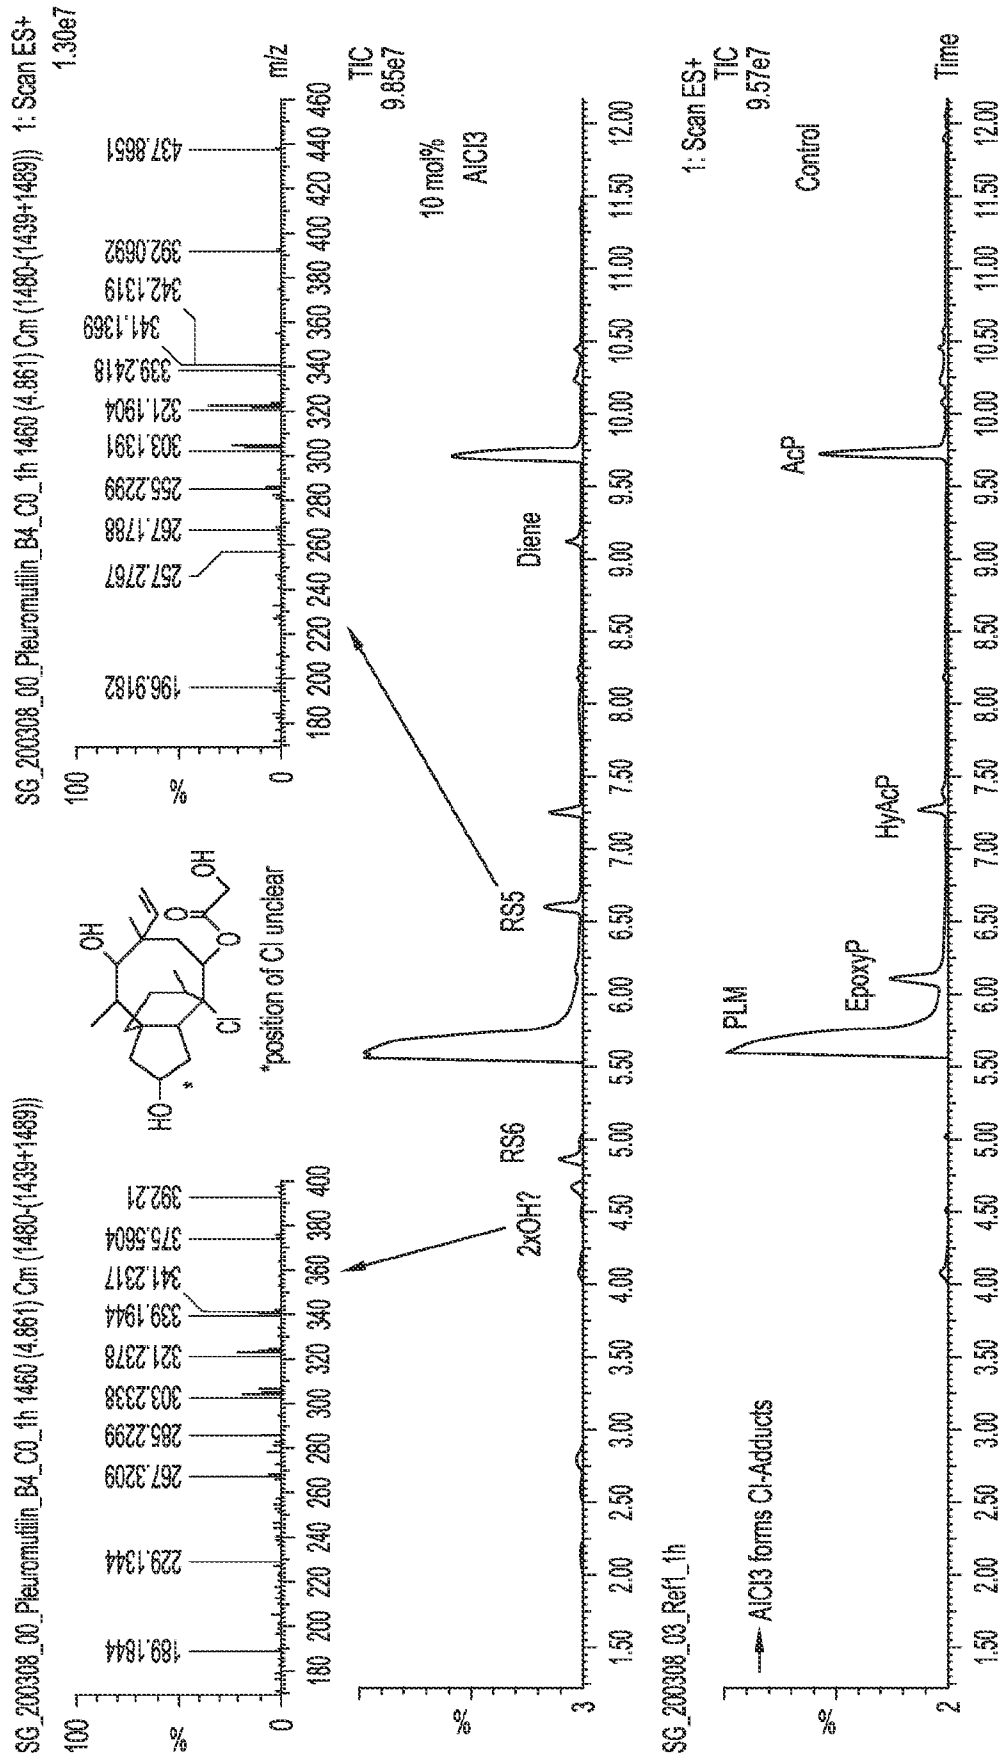 SG_200308_00_Pleuromutilin_B4_C0_1h 1460 (4.861) Cm (1480-(1439+1489))
100
%
0
189.1844
229.1344
267.3209
285.2299
303.2338
321.2378
339.1944
341.2317
375.5604
392.21
180 200 220 240 260 280 300 320 340 360 380 400
HO
OH
Cl
O
O
OH
*
*position of Cl unclear
SG_200308_00_Pleuromutilin_B4_C0_1h 1460 (4.861) Cm (1480-(1439+1489)) 1: Scan ES+
1.30e7
100
%
0
196.9182
257.2767
267.1788
255.2299
303.1391
321.1904
339.2418
341.1369
342.1319
392.0692
437.8651
180 200 220 240 260 280 300 320 340 360 380 400 420 440 460
m/z
TIC
9.85e7
10 mol%
AlCl3
2xOH?
RS6
RS5
Diene
%
3
1.50 2.00 2.50 3.00 3.50 4.00 4.50 5.00 5.50 6.00 6.50 7.00 7.50 8.00 8.50 9.00 9.50 10.00 10.50 11.00 11.50 12.00
SG_200308_03_Ref1_1h
1: Scan ES+
TIC
9.57e7
AlCl3 forms Cl-Adducts
Control
PLM
EpoxyP
HyAcP
AcP
%
2
1.50 2.00 2.50 3.00 3.50 4.00 4.50 5.00 5.50 6.00 6.50 7.00 7.50 8.00 8.50 9.00 9.50 10.00 10.50 11.00 11.50 12.00
Time